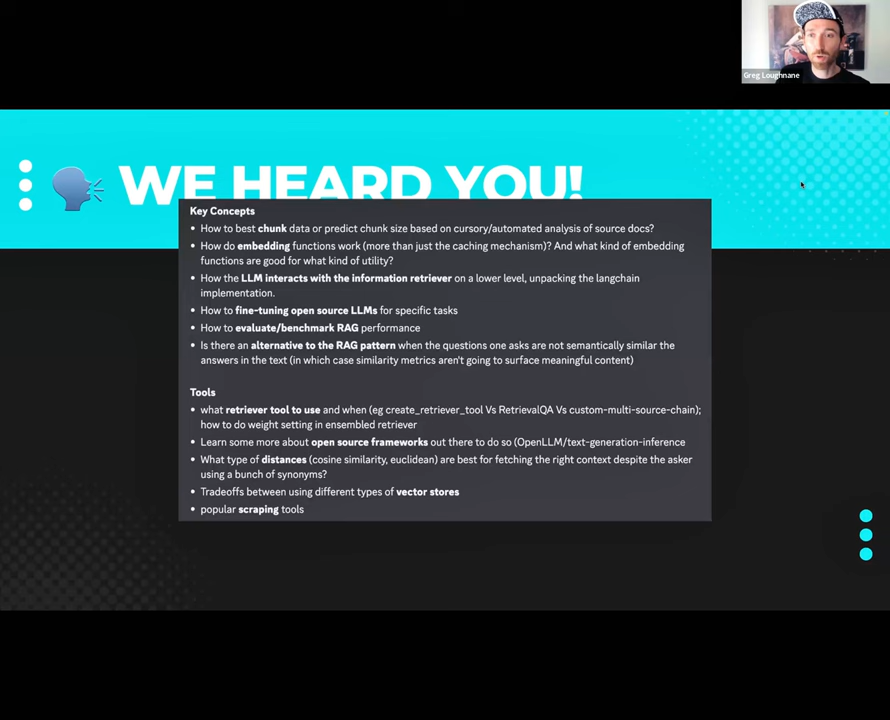 Greg Loughnane
WE HEARD YOU!
Key Concepts
• How to best chunk data or predict chunk size based on cursory/automated analysis of source docs?
• How do embedding functions work (more than just the caching mechanism)? And what kind of embedding
functions are good for what kind of utility?
• How the LLM interacts with the information retriever on a lower level, unpacking the langchain
implementation.
• How to fine-tuning open source LLMs for specific tasks
• How to evaluate/benchmark RAG performance
• Is there an alternative to the RAG pattern when the questions one asks are not semantically similar the
answers in the text (in which case similarity metrics aren't going to surface meaningful content)
Tools
• what retriever tool to use and when (eg create_retriever_tool Vs RetrievalQA Vs custom-multi-source-chain);
how to do weight setting in ensembled retriever
• Learn some more about open source frameworks out there to do so (OpenLLM/text-generation-inference
• What type of distances (cosine similarity, euclidean) are best for fetching the right context despite the asker
using a bunch of synonyms?
• Tradeoffs between using different types of vector stores
• popular scraping tools